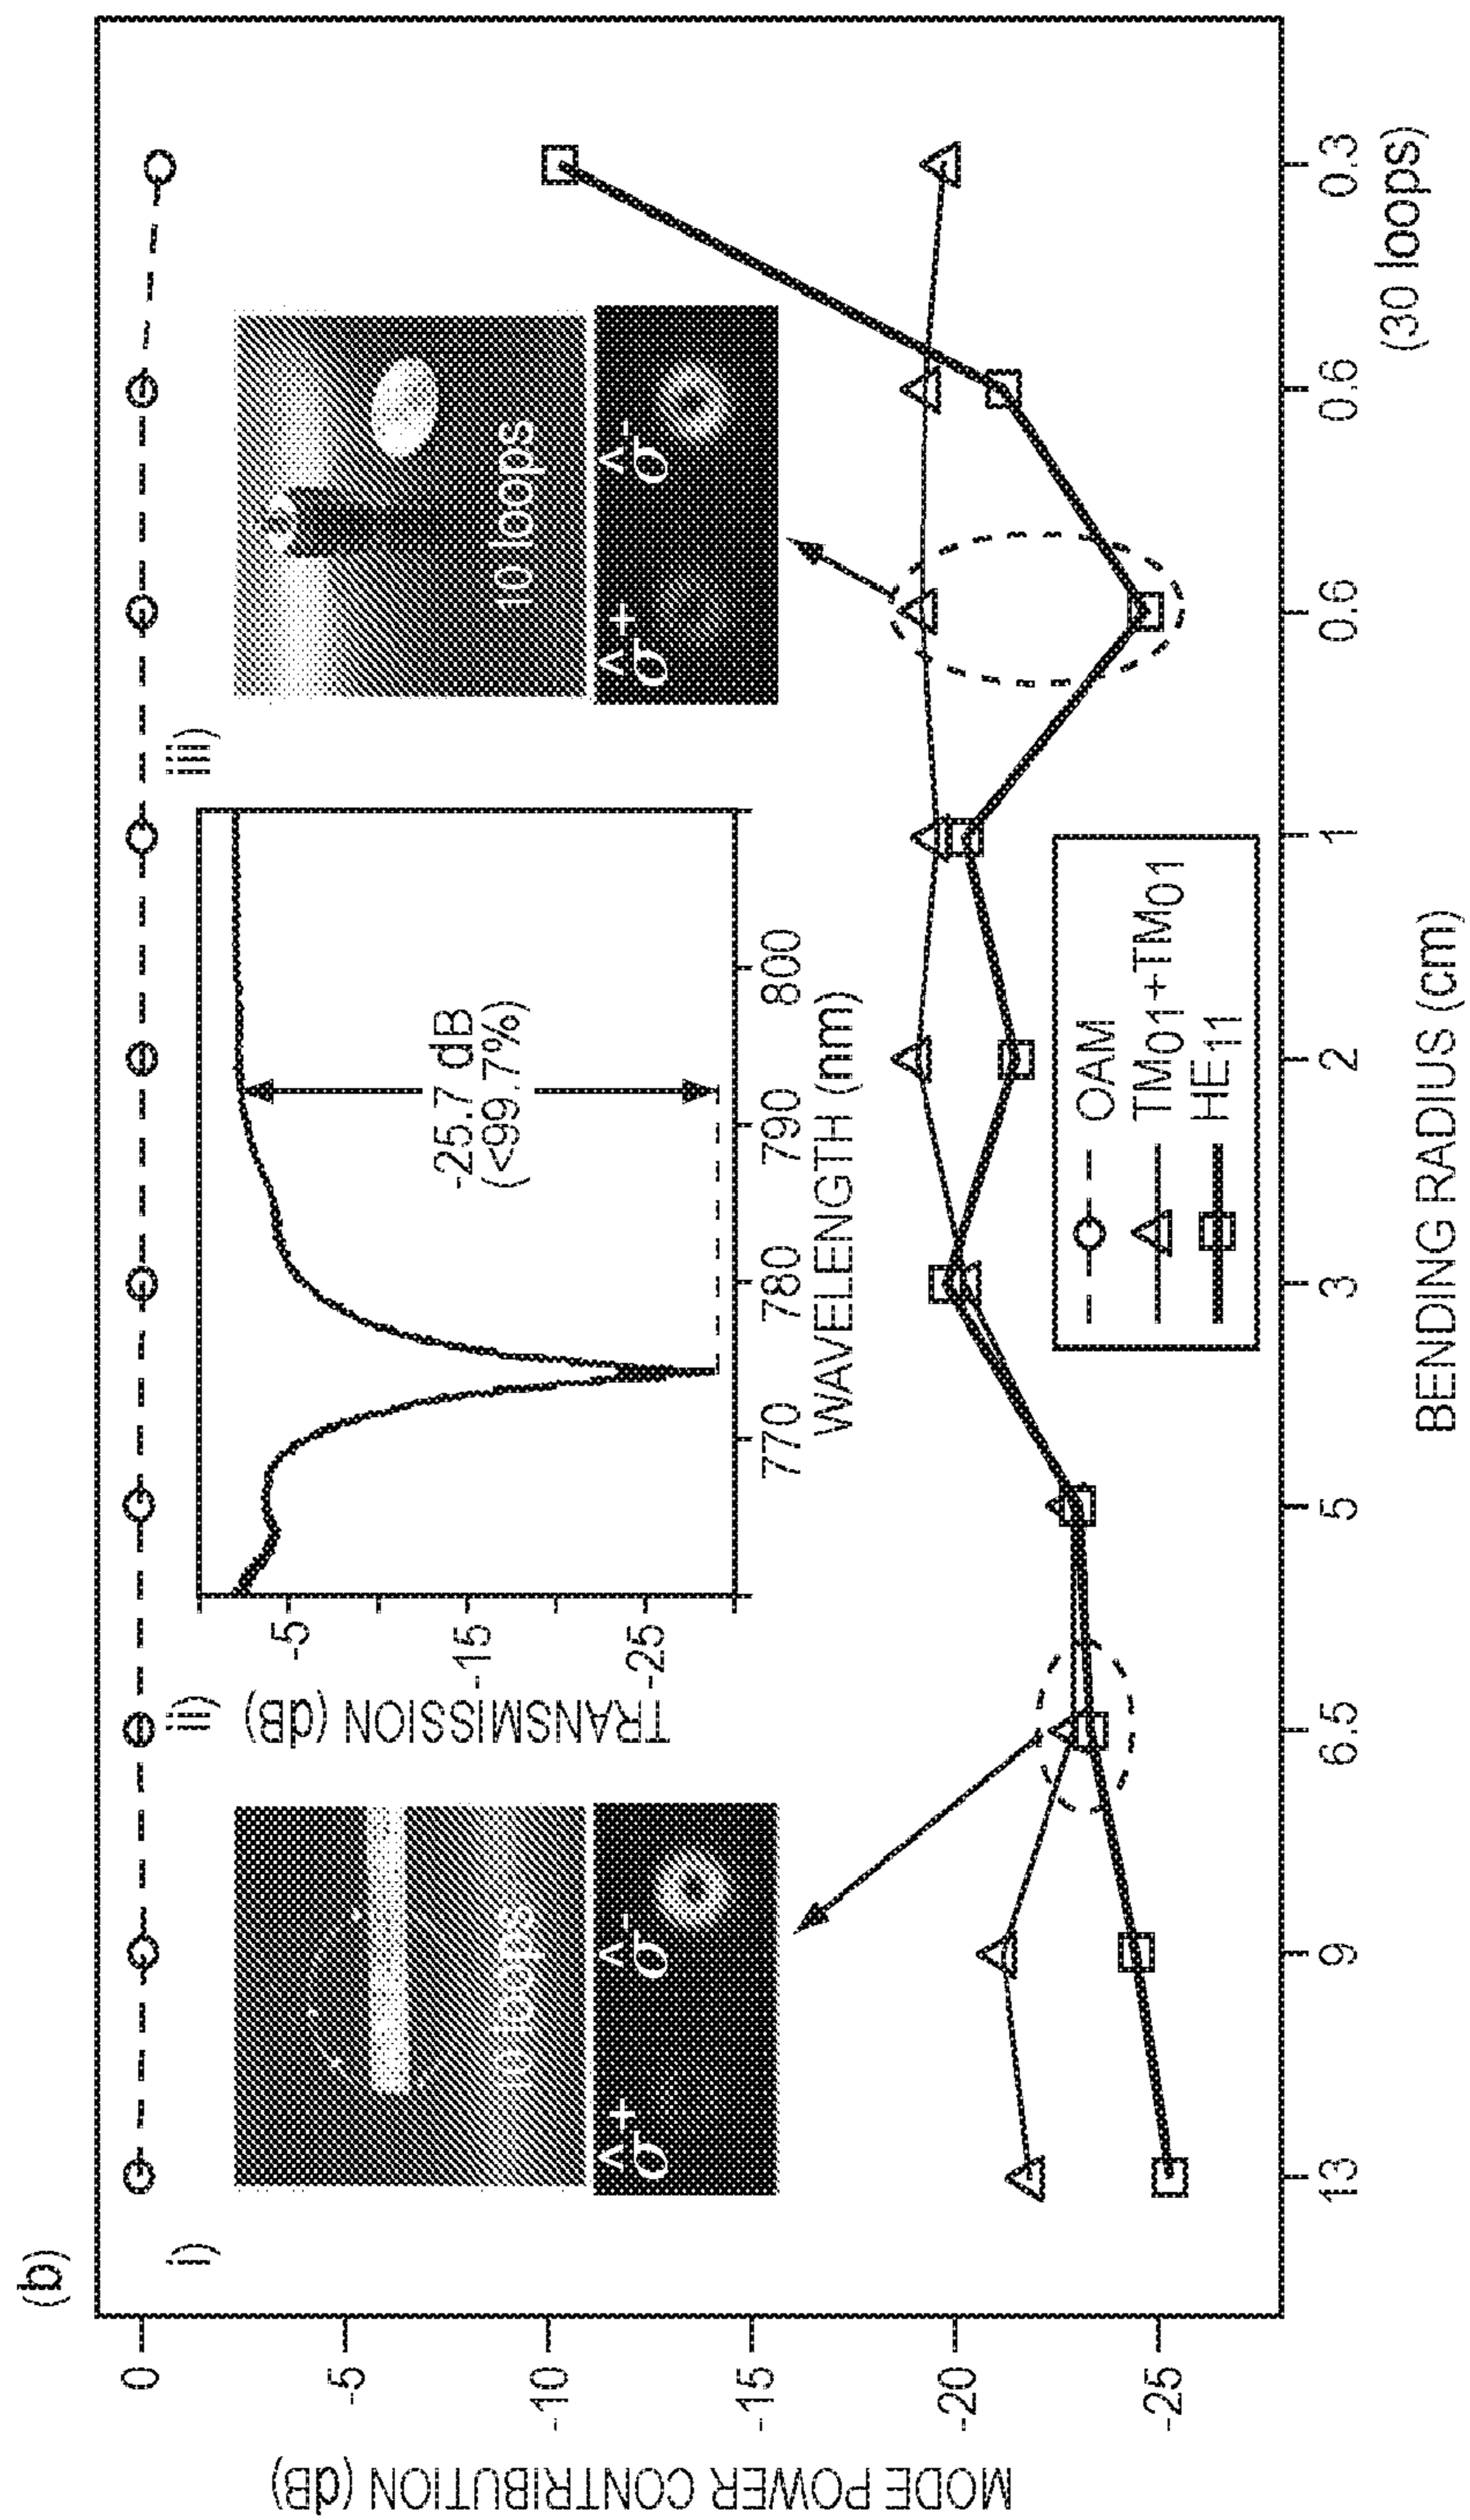 (b)
MODE POWER CONTRIBUTION (dB)
0
-5
-10
-15
-20
-25
i)
10 loops
σ̂+
σ̂-
ii)
TRANSMISSION (dB)
-5
-15
-25
-25.7 dB
(<99.7%)
770
780
790
800
WAVELENGTH (nm)
iii)
10 loops
σ̂+
σ̂-
OAM
TM01+TM01
HE11
13
9
6.5
5
3
2
1
0.6
0.6
0.3
(30 loops)
BENDING RADIUS (cm)